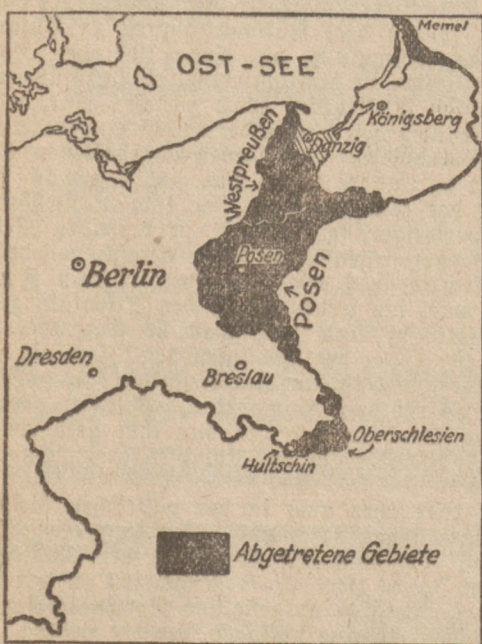 Memel
OST-SEE
Königsberg
Danzig
Westpreußen
Posen
Berlin
Posen
Dresden
Breslau
Oberschlesien
Hultschin
Abgetretene Gebiete